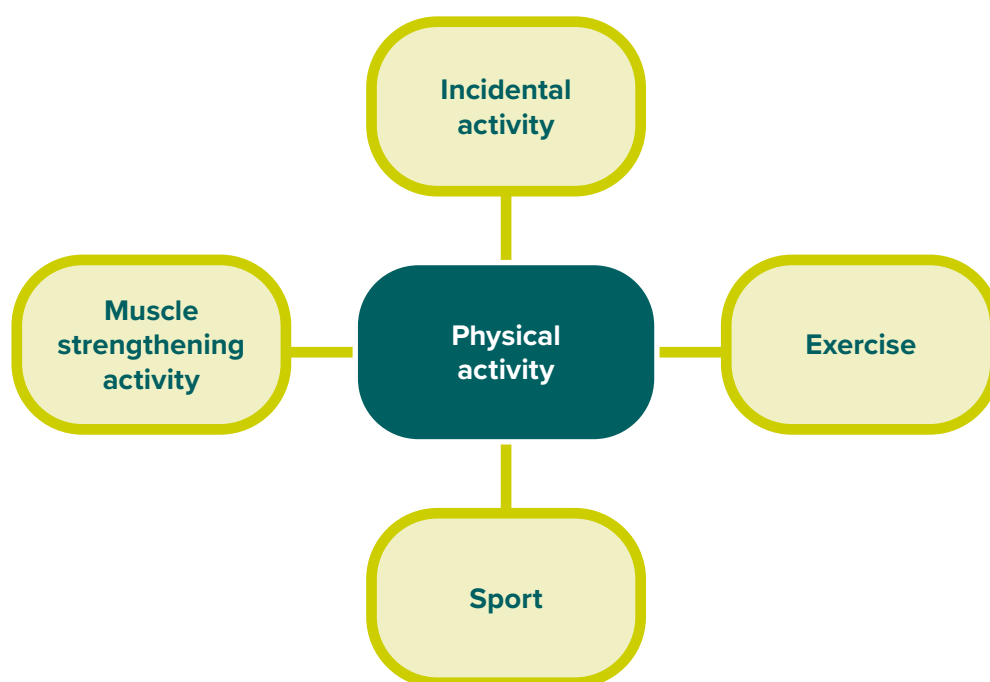 Incidental
activity
Muscle
strengthening
activity
Physical
activity
Exercise
Sport